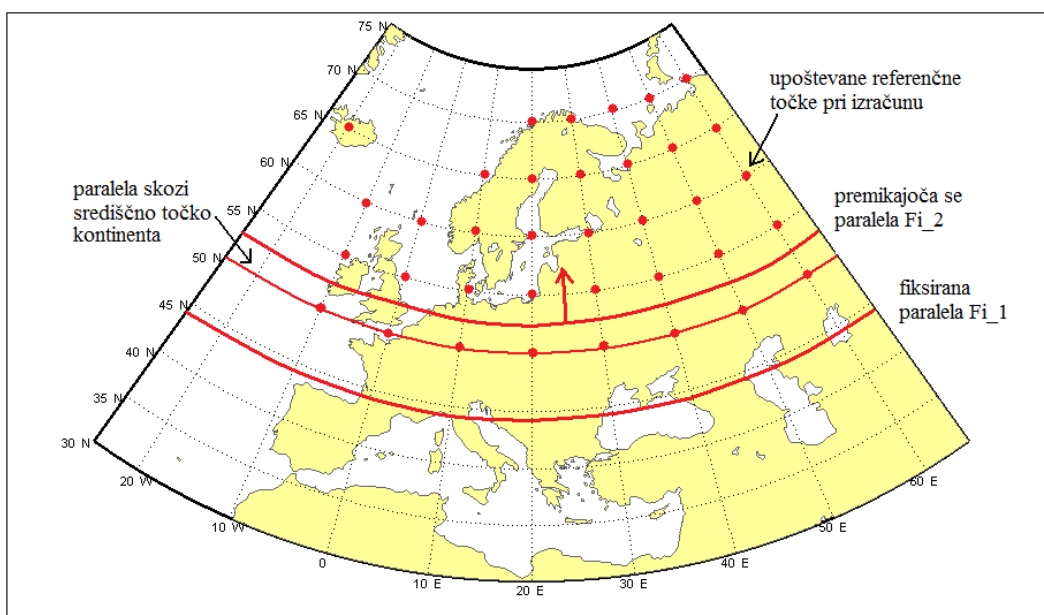 75 N
70 N
65 N
60 N
55 N
50 N
45 N
40 N
35 N
30 N
20 W
10 W
0
10 E
20 E
30 E
40 E
50 E
60 E
paralela skozi
središčno točko
kontinenta
upoštevane referenčne
točke pri izračunu
premikajoča se
paralela Fi_2
fiksirana
paralela Fi_1